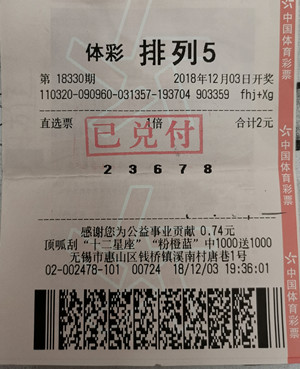 体彩 排列5
第 18330期 2018年12月03日开奖
110320-090960-031357-193704 903359 fhj+Xg
直选票 1倍 合计2元
已兑付
2 3 6 7 8
感谢您为公益事业贡献 0.74元
顶呱刮“十二星座”“粉橙蓝”中1000送1000
无锡市惠山区钱桥镇溪南村唐巷1号
02-002478-101 00724 18/12/03 19:36:01
中国体育彩票
中国体育彩票